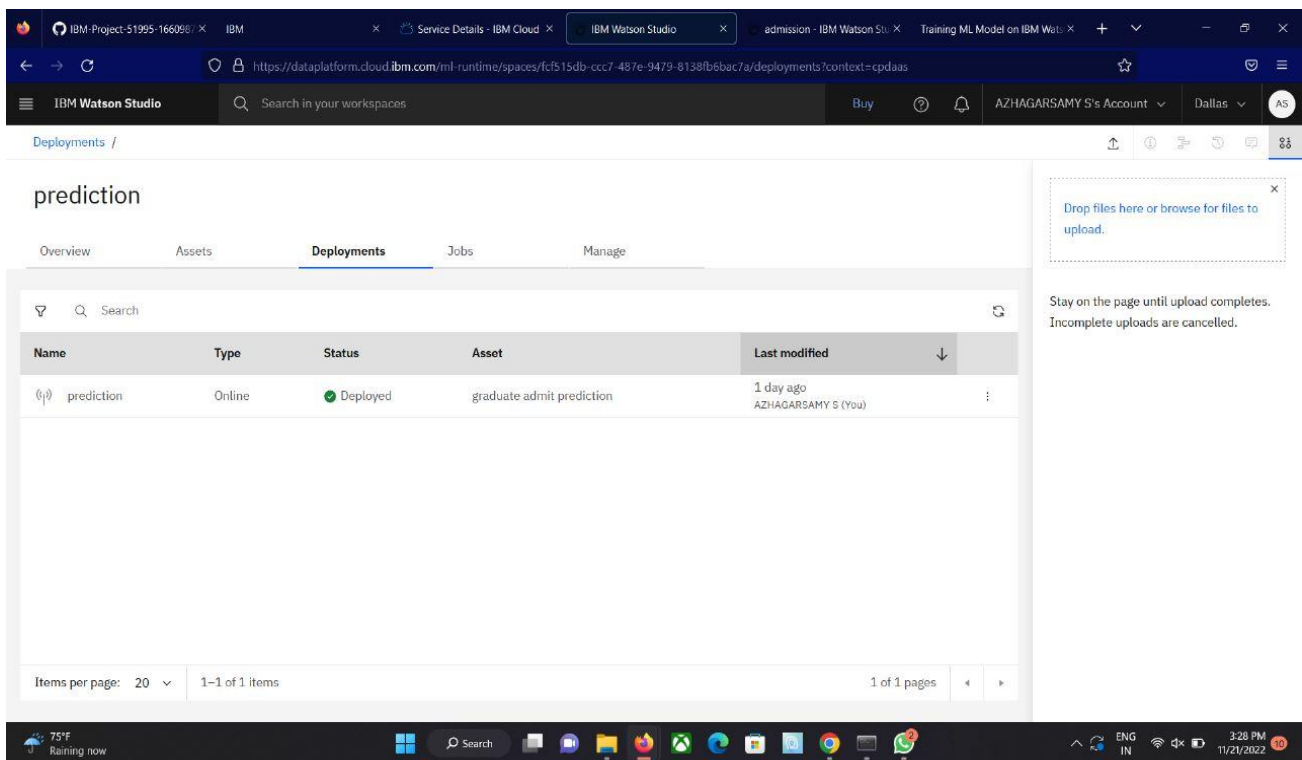 IBM-Project-51995-1660987
IBM
Service Details - IBM Cloud
IBM Watson Studio
admission - IBM Watson Stu
Training ML Model on IBM Wats
https://dataplatform.cloud.ibm.com/ml-runtime/spaces/fcf515db-ccc7-487e-9479-8138fb6bac7a/deployments?context=cpdaas
IBM Watson Studio
Search in your workspaces
Buy
AZHAGARSAMY S's Account
Dallas
AS
Deployments /
prediction
Overview Assets Deployments Jobs Manage
Drop files here or browse for files to
upload.
Stay on the page until upload completes.
Incomplete uploads are cancelled.
Search
Name Type Status Asset Last modified
prediction Online Deployed graduate admit prediction 1 day ago
AZHAGARSAMY S (You)
Items per page: 20 1–1 of 1 items 1 of 1 pages
75°F
Raining now
Search
ENG
IN
3:28 PM
11/21/2022
10